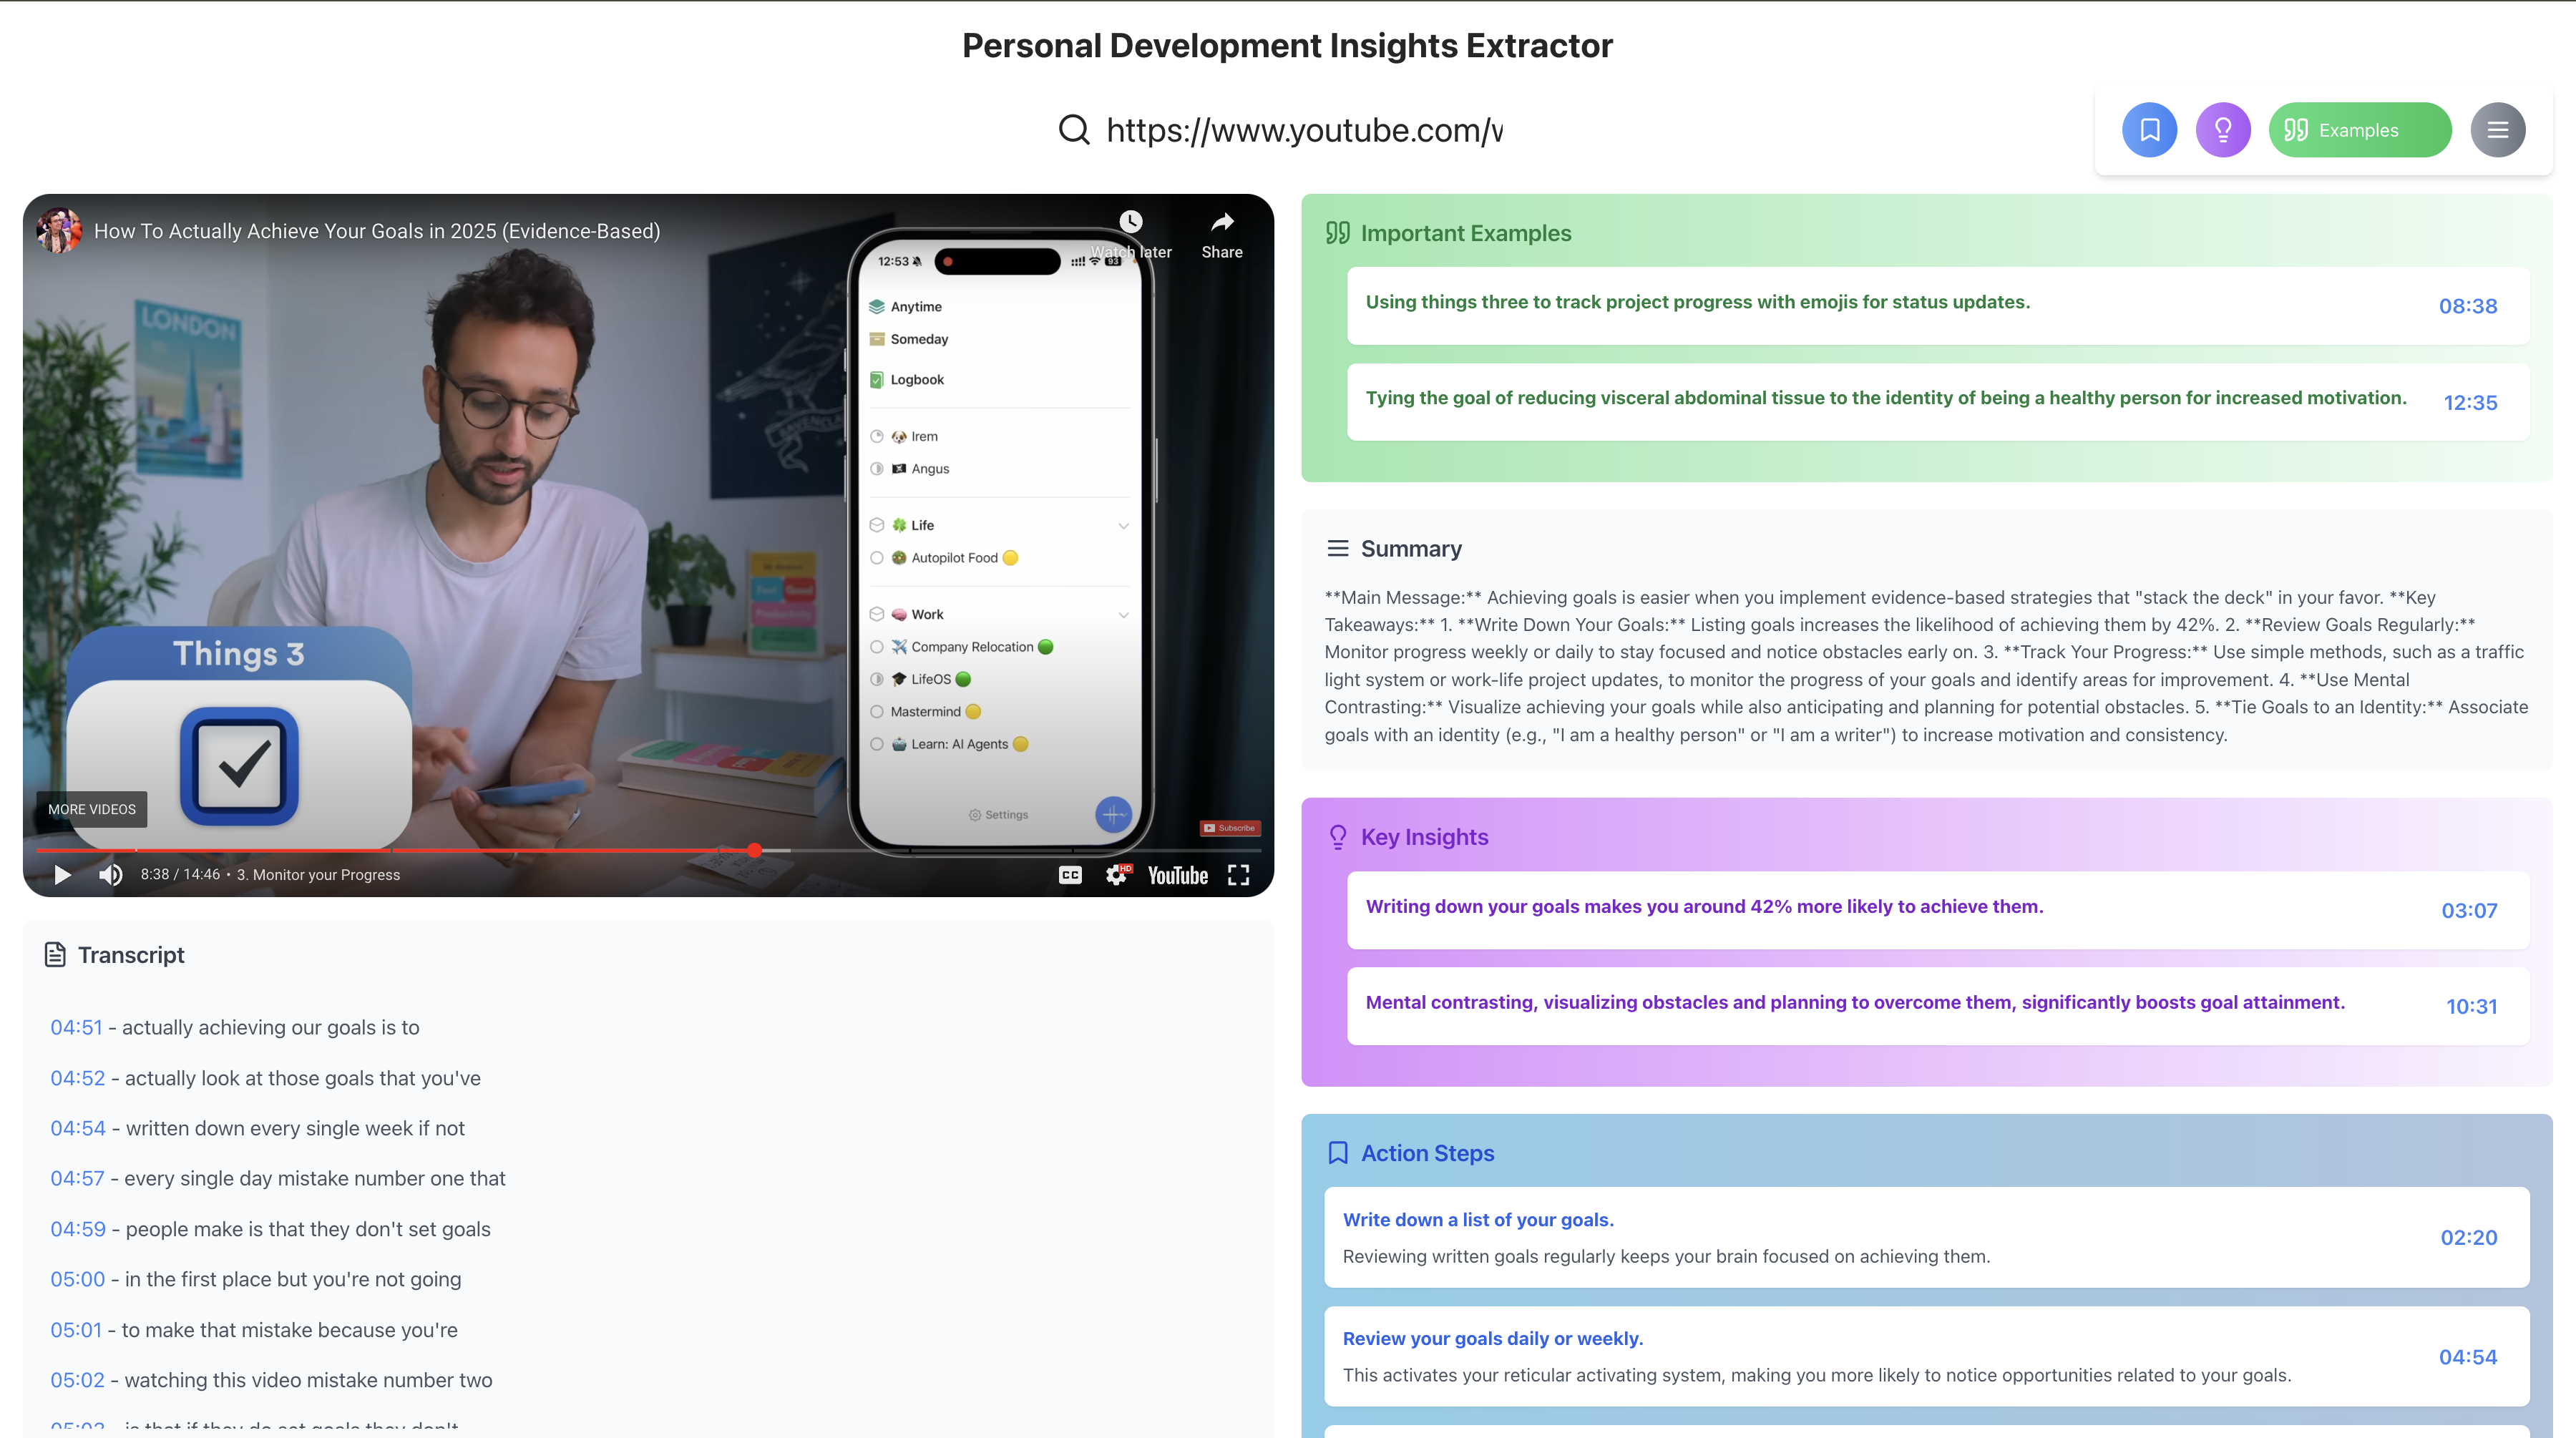 Personal Development Insights Extractor
https://www.youtube.com/v
Examples
How To Actually Achieve Your Goals in 2025 (Evidence-Based)
Watch later
Share
LONDON
12:53
93
Anytime
Someday
Logbook
Irem
Angus
Life
Autopilot Food
Work
Company Relocation
LifeOS
Mastermind
Learn: AI Agents
Settings
Things 3
MORE VIDEOS
Subscribe
8:38 / 14:46 • 3. Monitor your Progress
CC
HD
YouTube
Transcript
04:51 - actually achieving our goals is to
04:52 - actually look at those goals that you've
04:54 - written down every single week if not
04:57 - every single day mistake number one that
04:59 - people make is that they don't set goals
05:00 - in the first place but you're not going
05:01 - to make that mistake because you're
05:02 - watching this video mistake number two
05:03 - is that if they do set goals they don't
Important Examples
Using things three to track project progress with emojis for status updates.
08:38
Tying the goal of reducing visceral abdominal tissue to the identity of being a healthy person for increased motivation.
12:35
Summary
**Main Message:** Achieving goals is easier when you implement evidence-based strategies that "stack the deck" in your favor. **Key
Takeaways:** 1. **Write Down Your Goals:** Listing goals increases the likelihood of achieving them by 42%. 2. **Review Goals Regularly:**
Monitor progress weekly or daily to stay focused and notice obstacles early on. 3. **Track Your Progress:** Use simple methods, such as a traffic
light system or work-life project updates, to monitor the progress of your goals and identify areas for improvement. 4. **Use Mental
Contrasting:** Visualize achieving your goals while also anticipating and planning for potential obstacles. 5. **Tie Goals to an Identity:** Associate
goals with an identity (e.g., "I am a healthy person" or "I am a writer") to increase motivation and consistency.
Key Insights
Writing down your goals makes you around 42% more likely to achieve them.
03:07
Mental contrasting, visualizing obstacles and planning to overcome them, significantly boosts goal attainment.
10:31
Action Steps
Write down a list of your goals.
Reviewing written goals regularly keeps your brain focused on achieving them.
02:20
Review your goals daily or weekly.
This activates your reticular activating system, making you more likely to notice opportunities related to your goals.
04:54